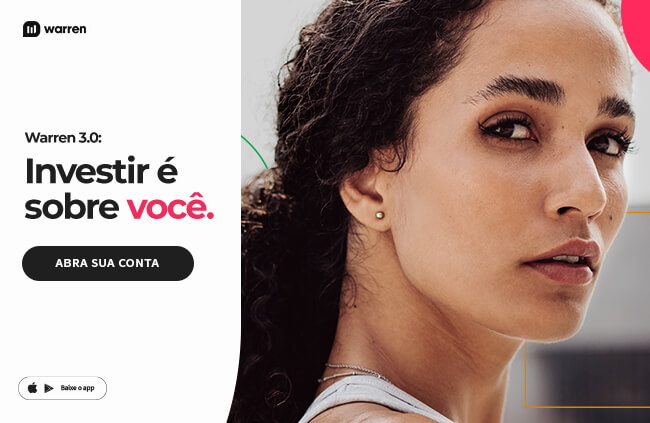 warren
Warren 3.0:
Investir é
sobre você.
ABRA SUA CONTA
Baixe o app